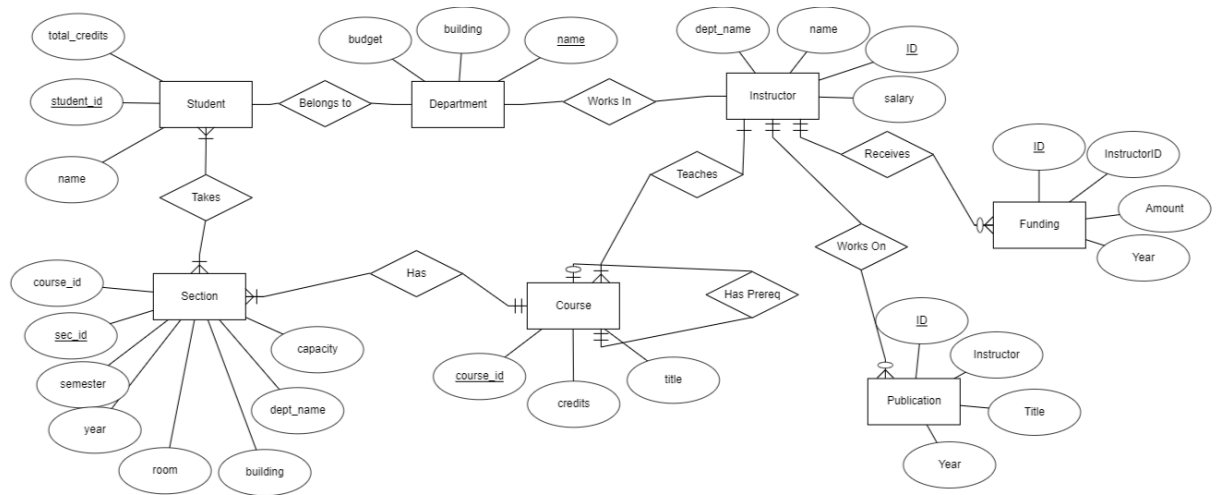 total_credits
student_id
name
Student
Belongs to
budget
building
name
Department
Works In
dept_name
name
ID
salary
Instructor
Takes
Teaches
Receives
ID
InstructorID
Amount
Year
Funding
Works On
course_id
sec_id
semester
year
room
building
dept_name
capacity
Section
Has
Course
Has Prereq
course_id
credits
title
ID
Instructor
Title
Year
Publication